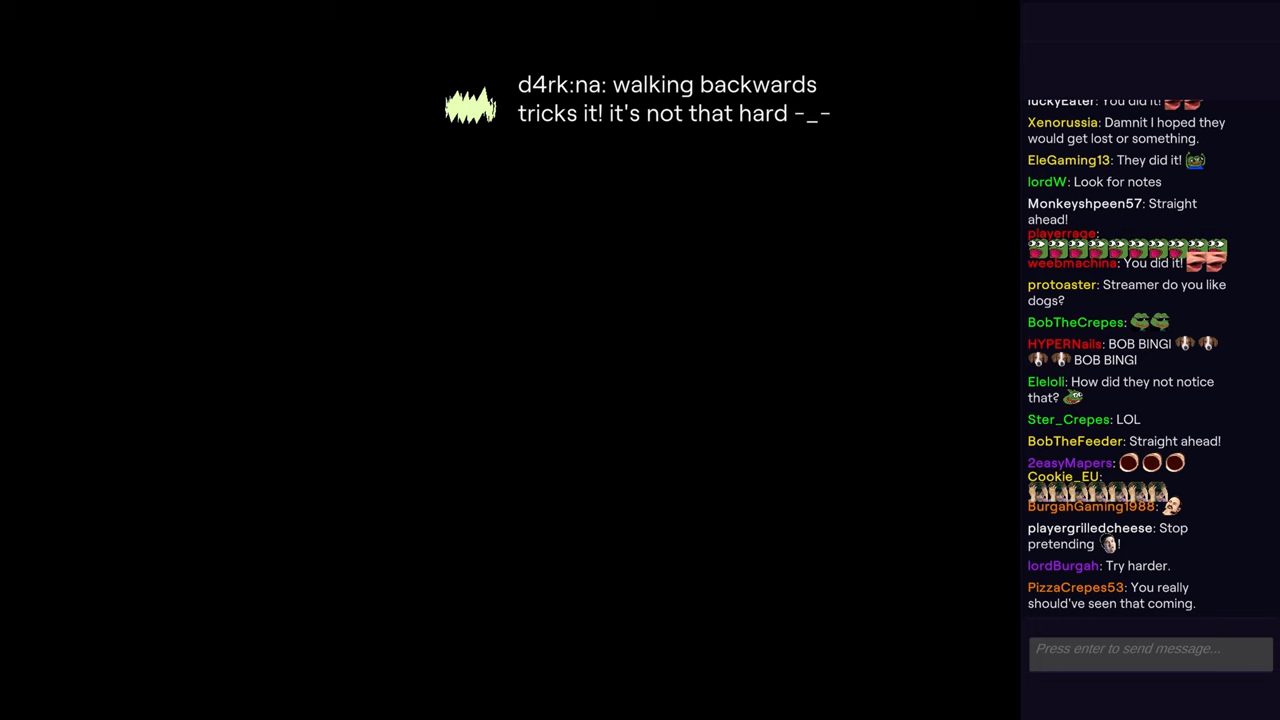 d4rk:na: walking backwards
tricks it! it's not that hard -_-
luckyEater: You did it!
Xenorussia: Damnit I hoped they
would get lost or something.
EleGaming13: They did it!
lordW: Look for notes
Monkeyshpeen57: Straight
ahead!
playerrage:
weebmachina: You did it!
protoaster: Streamer do you like
dogs?
BobTheCrepes:
HYPERNails: BOB BINGI
BOB BINGI
Eleloli: How did they not notice
that?
Ster_Crepes: LOL
BobTheFeeder: Straight ahead!
2easyMapers:
Cookie_EU:
BurgahGaming1988:
playergrilledcheese: Stop
pretending !
lordBurgah: Try harder.
PizzaCrepes53: You really
should've seen that coming.
Press enter to send message...